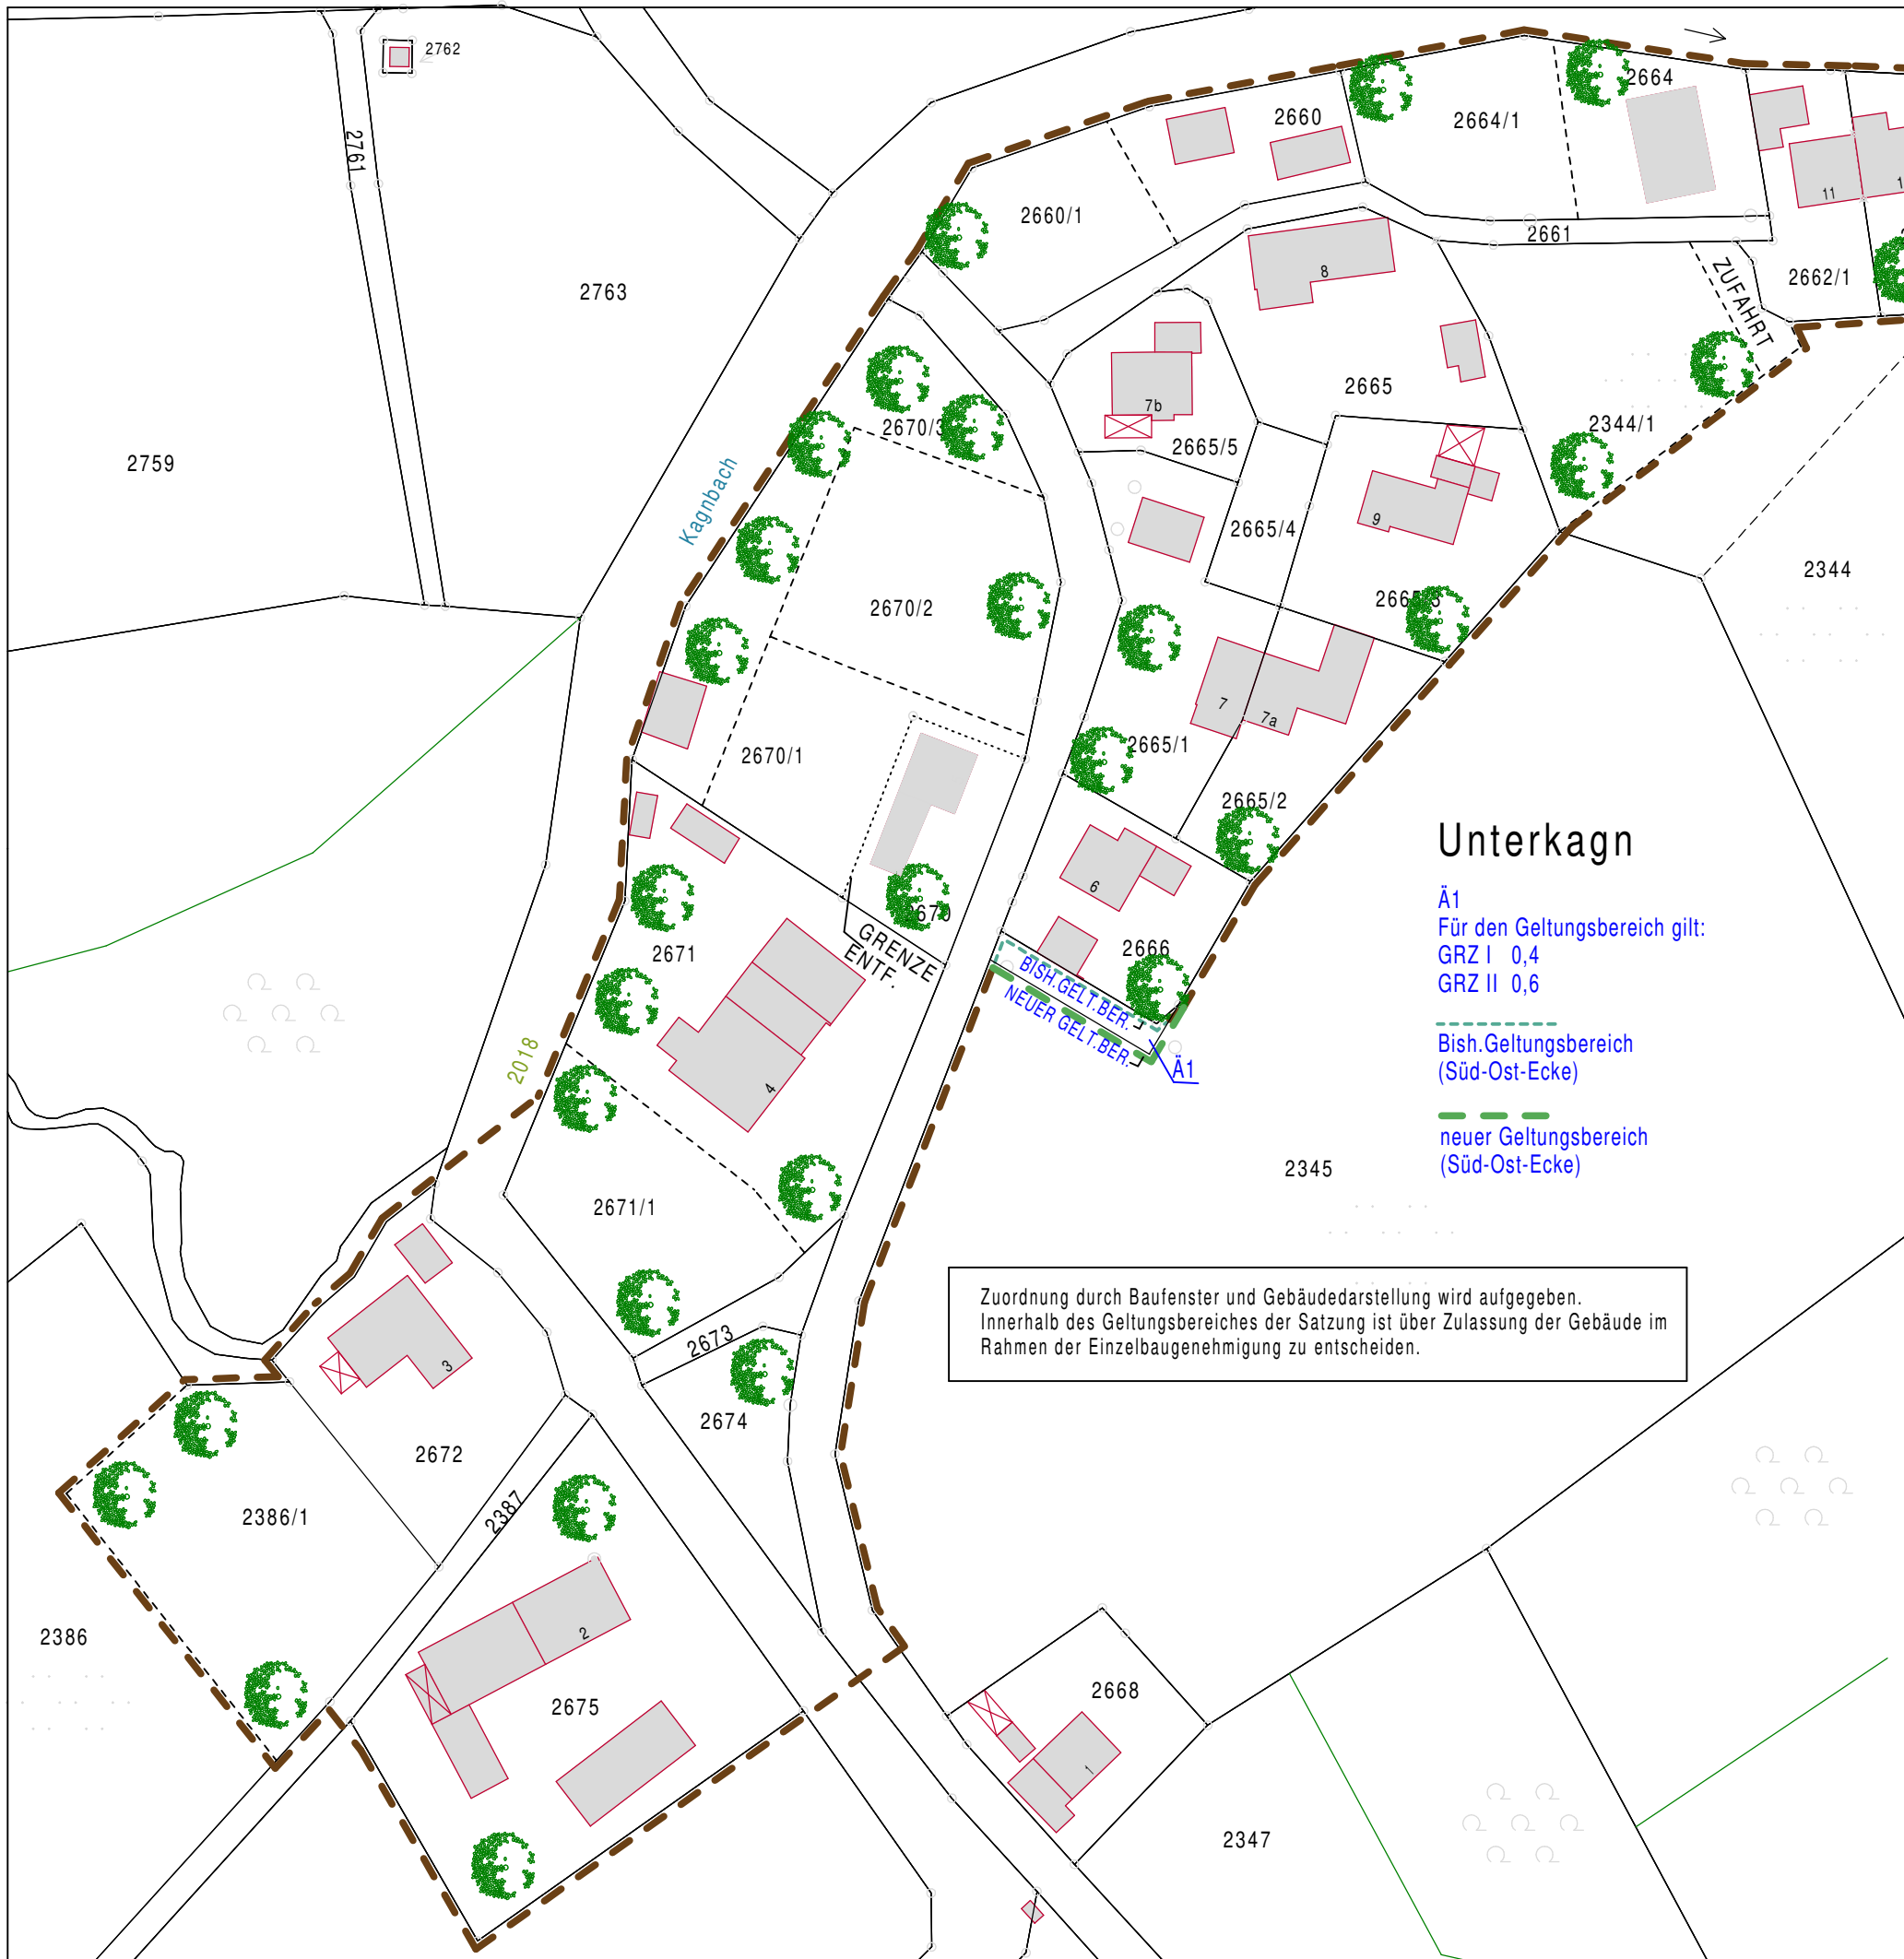 2762
2761
2664
2660
2664/1
11
2660/1
2661
8
ZUFAHRT
2662/1
2763
2665
7b
2670/3
2665/5
2344/1
2759
Kagnbach
9
2665/4
2344
2670/2
2665/3
7
7a
2670/1
2665/1
2665/2
Unterkagn
6
Ä1
Für den Geltungsbereich gilt:
GRZ I 0,4
GRZ II 0,6
2670
2671
GRENZE
ENTF.
2666
BISH.GELT.BER.
NEUER GELT.BER.
Ä1
Bish.Geltungsbereich
(Süd-Ost-Ecke)
2018
4
neuer Geltungsbereich
(Süd-Ost-Ecke)
2345
2671/1
Zuordnung durch Baufenster und Gebäudedarstellung wird aufgegeben.
Innerhalb des Geltungsbereiches der Satzung ist über Zulassung der Gebäude im
Rahmen der Einzelbaugenehmigung zu entscheiden.
2673
3
2674
2672
2386/1
2387
2386
2
2675
2668
1
2347